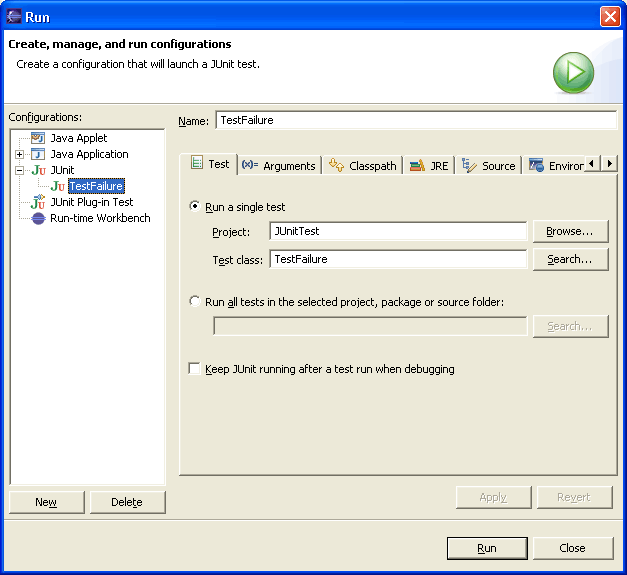 Run
Create, manage, and run configurations
Create a configuration that will launch a JUnit test.
Configurations:
Java Applet
Java Application
JUnit
TestFailure
JUnit Plug-in Test
Run-time Workbench
New Delete
Name: TestFailure
Test (x)= Arguments Classpath JRE Source Environ
Run a single test
Project: JUnitTest Browse...
Test class: TestFailure Search...
Run all tests in the selected project, package or source folder:
Search...
Keep JUnit running after a test run when debugging
Apply Revert
Run Close